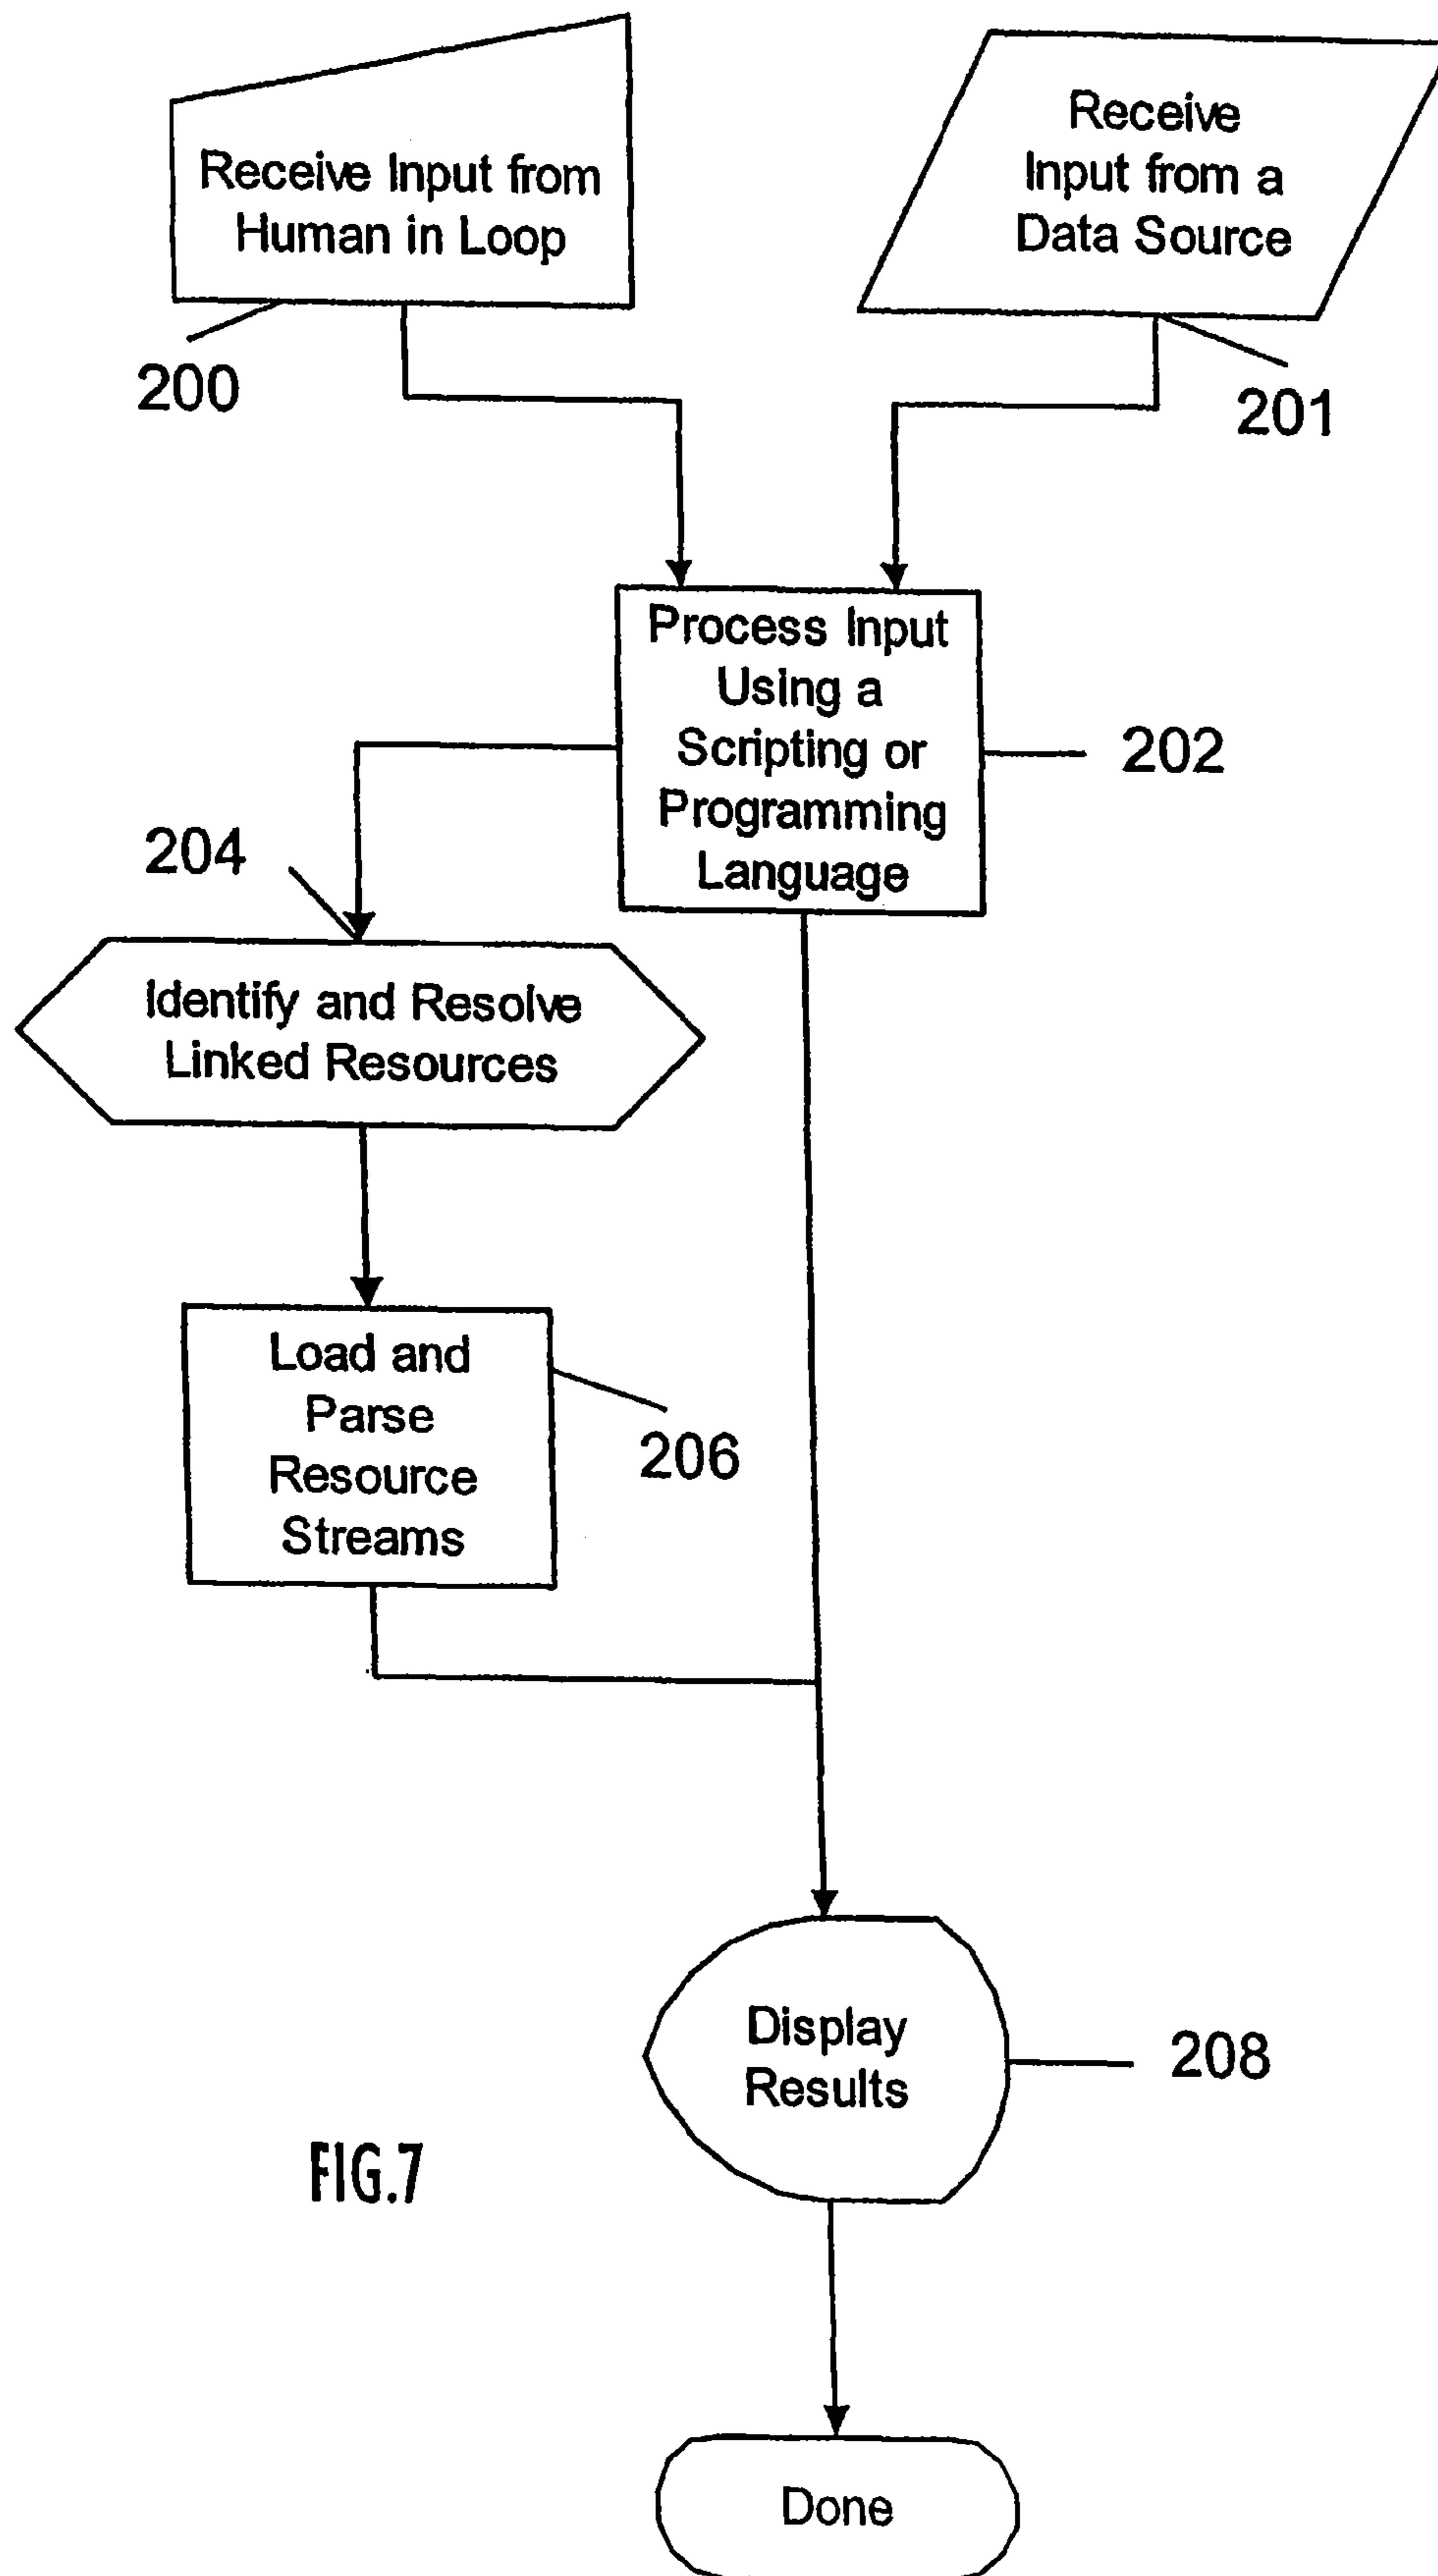 Receive Input from
Human in Loop
200
Receive
Input from a
Data Source
201
Process Input
Using a
Scripting or
Programming
Language
202
204
Identify and Resolve
Linked Resources
Load and
Parse
Resource
Streams
206
Display
Results
208
FIG.7
Done